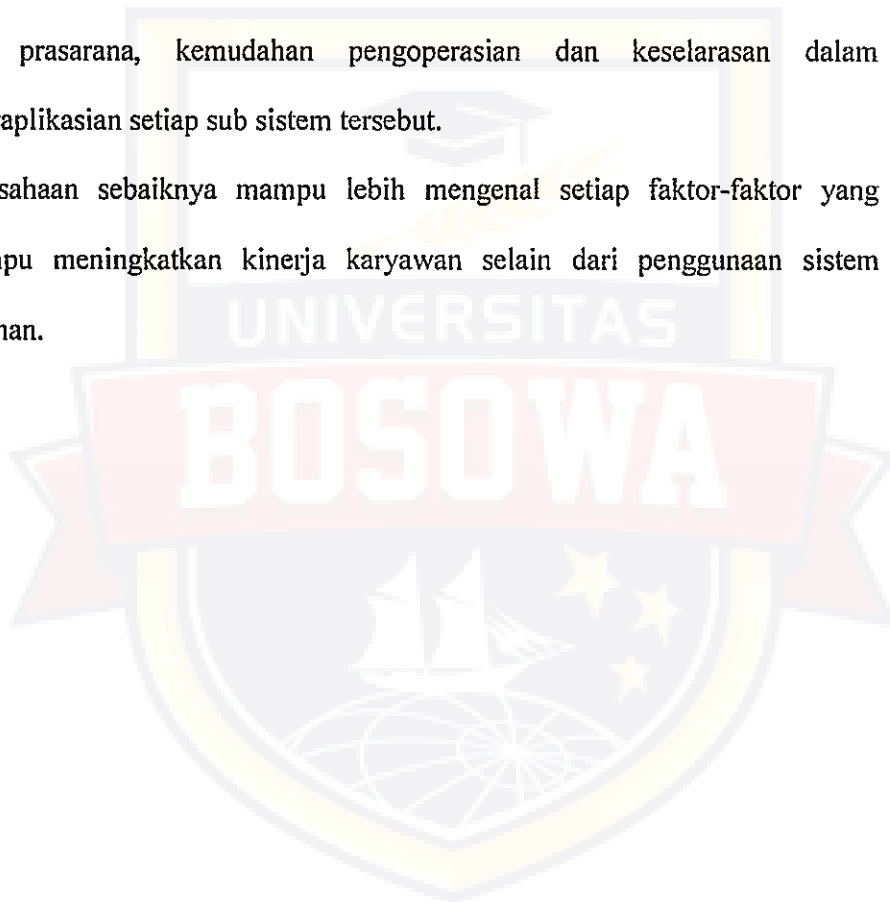 prasarana, kemudahan pengoperasian dan keselarasan dalam
aplikasian setiap sub sistem tersebut.
sahaan sebaiknya mampu lebih mengenal setiap faktor-faktor yang
pu meningkatkan kinerja karyawan selain dari penggunaan sistem
nan.
UNIVERSITAS
BOSOWA